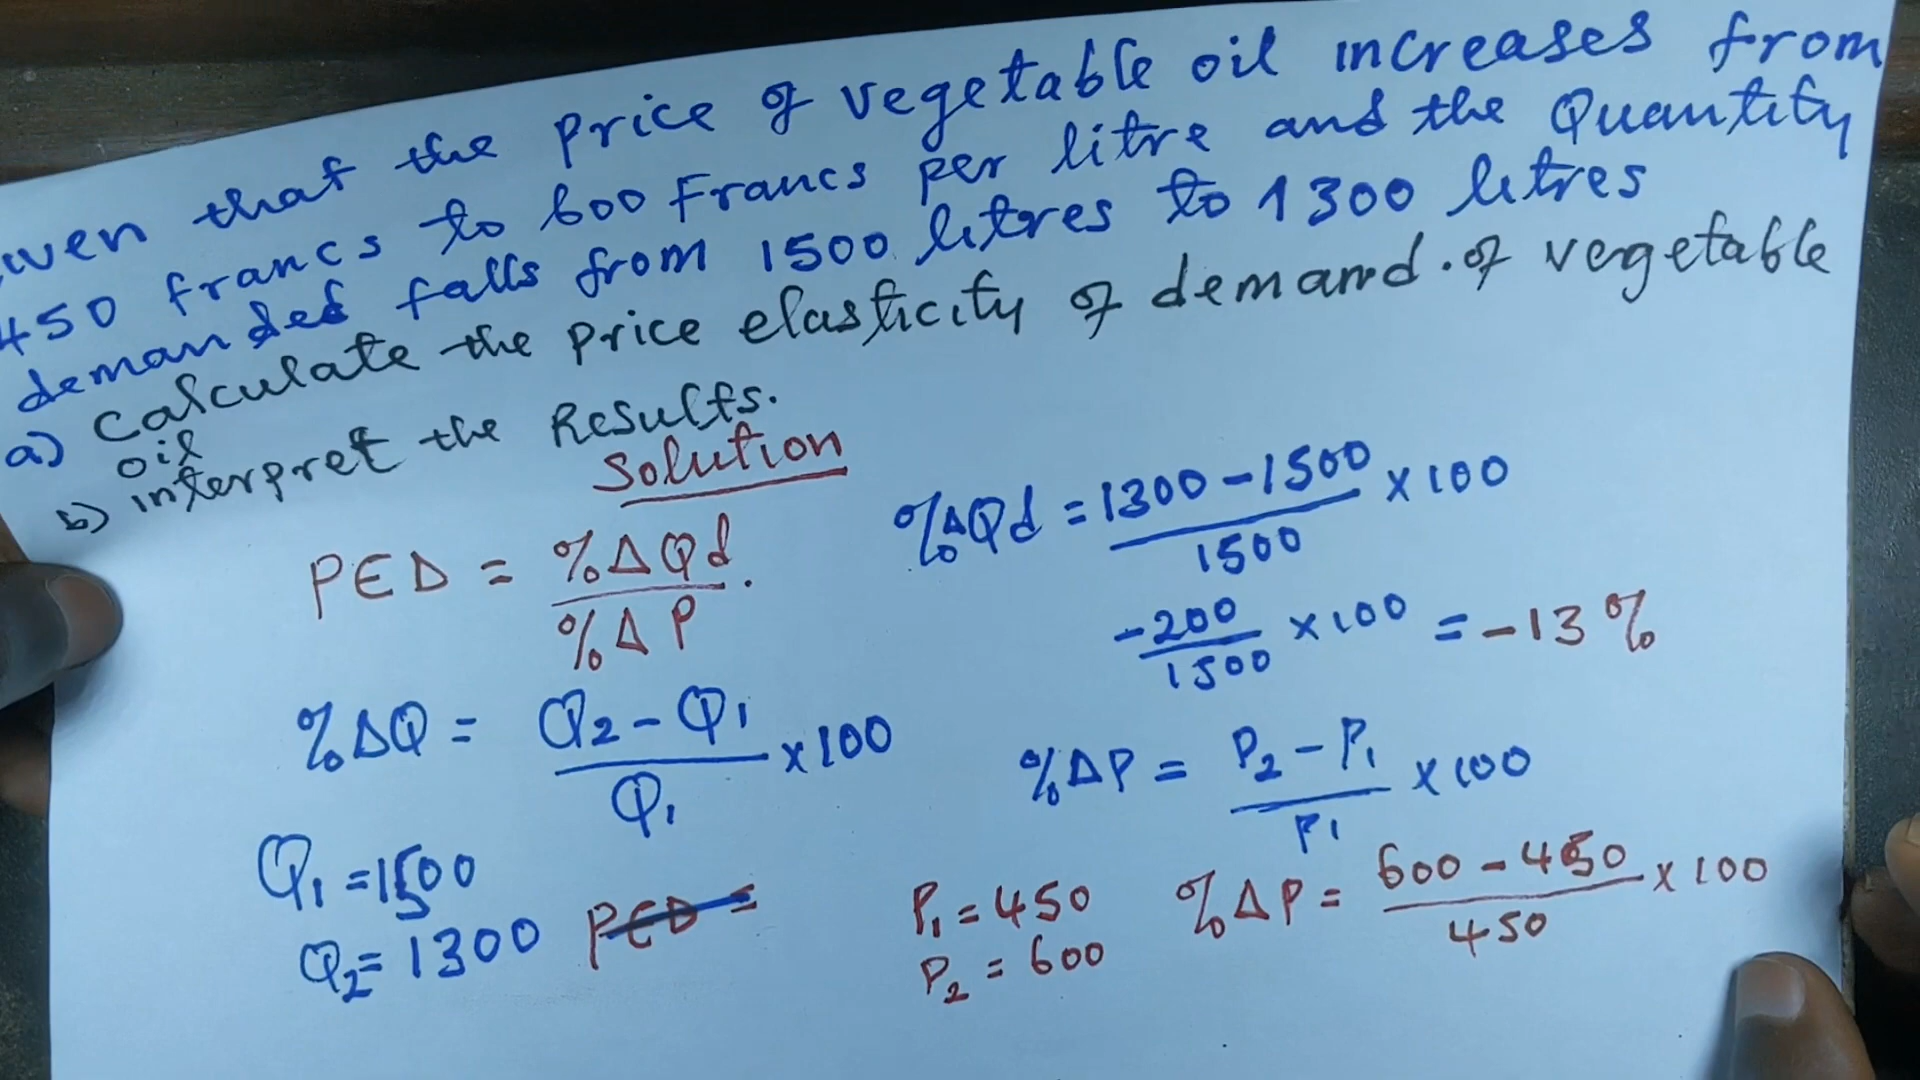 iven that the price of vegetable oil increases from
450 francs to 600 Francs per litre and the Quantity
demanded falls from 1500 litres to 1300 litres
a) Calculate the price elasticity of demand. of vegetable
oil
b) interpret the Results.
Solution
PED = %ΔQd / %ΔP.
%ΔQ = Q2 - Q1 / Q1 x 100
Q1 = 1500
Q2 = 1300 PED =
%ΔQd = 1300 - 1500 / 1500 x 100
-200 / 1500 x 100 = -13%
%ΔP = P2 - P1 / P1 x 100
P1 = 450
P2 = 600
%ΔP = 600 - 450 / 450 x 100